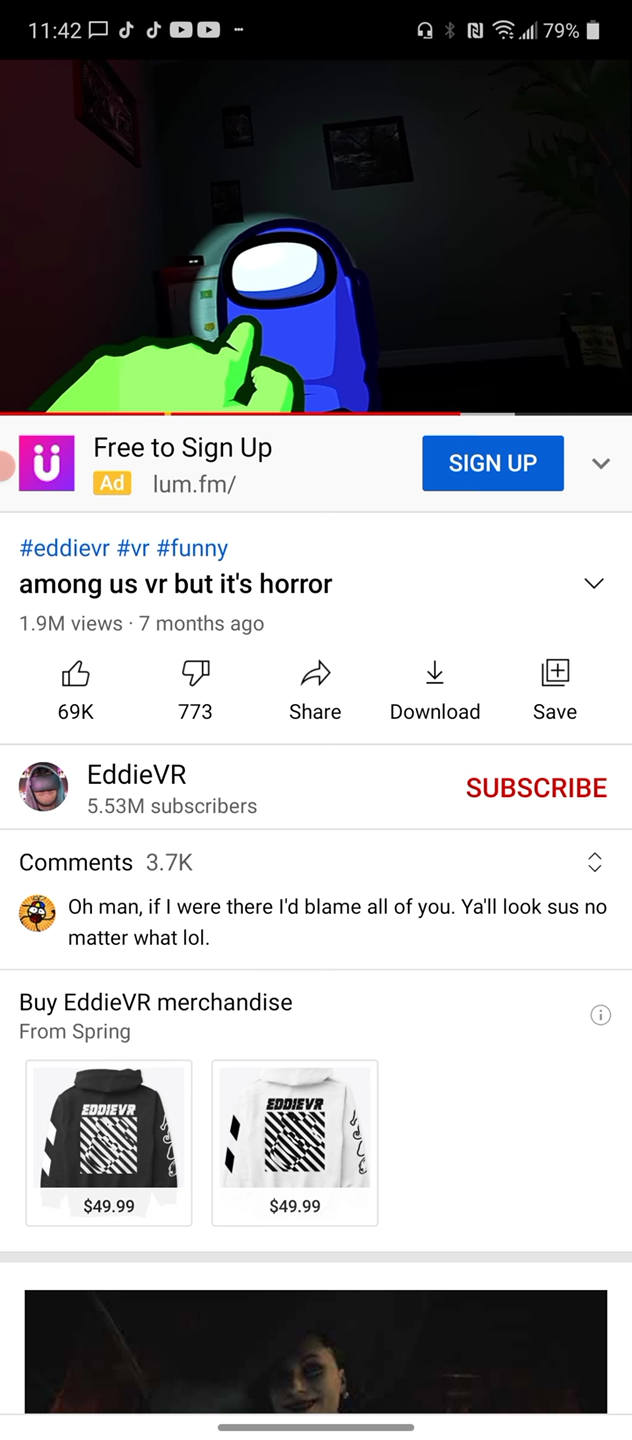 11:42 79%
Free to Sign Up
SIGN UP
Ad lum.fm/
#eddievr #vr #funny
among us vr but it's horror
1.9M views · 7 months ago
69K 773 Share Download Save
EddieVR
5.53M subscribers
SUBSCRIBE
Comments 3.7K
Oh man, if I were there I'd blame all of you. Ya'll look sus no
matter what lol.
Buy EddieVR merchandise
From Spring
EDDIEVR EDDIEVR
$49.99 $49.99